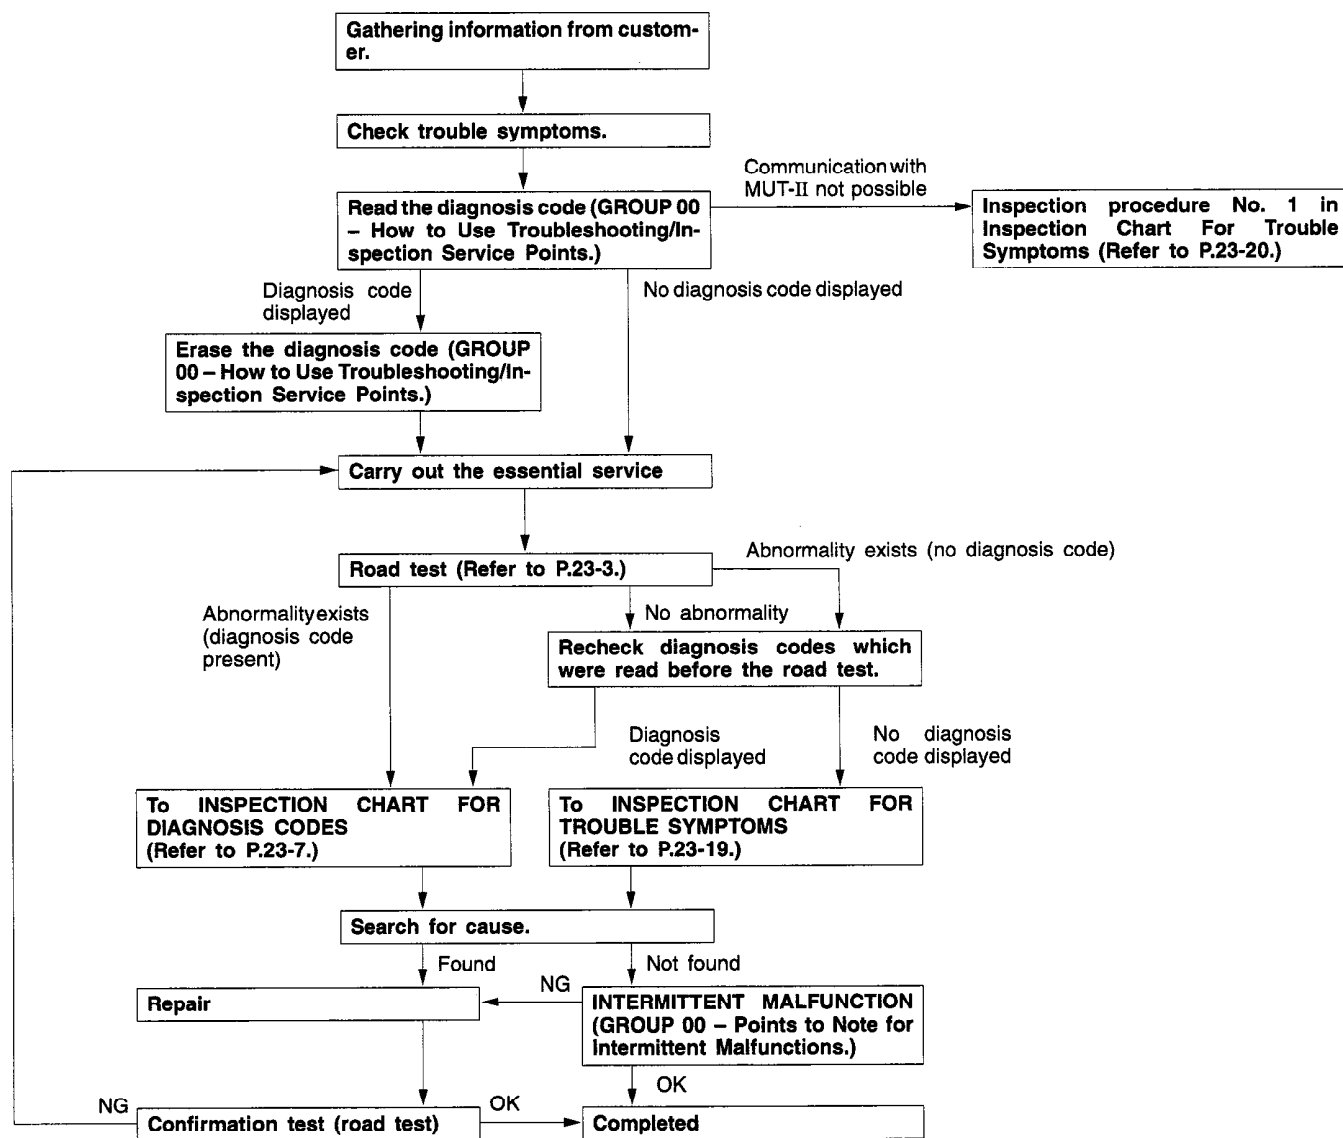 Gathering information from custom-
er.
Check trouble symptoms.
Communication with
MUT-II not possible
Read the diagnosis code (GROUP 00
– How to Use Troubleshooting/In-
spection Service Points.)
Inspection procedure No. 1 in
Inspection Chart For Trouble
Symptoms (Refer to P.23-20.)
Diagnosis code
displayed
No diagnosis code displayed
Erase the diagnosis code (GROUP
00 – How to Use Troubleshooting/In-
spection Service Points.)
Carry out the essential service
Road test (Refer to P.23-3.)
Abnormality exists (no diagnosis code)
Abnormality exists
(diagnosis code
present)
No abnormality
Recheck diagnosis codes which
were read before the road test.
Diagnosis
code displayed
No diagnosis
code displayed
To INSPECTION CHART FOR
DIAGNOSIS CODES
(Refer to P.23-7.)
To INSPECTION CHART FOR
TROUBLE SYMPTOMS
(Refer to P.23-19.)
Search for cause.
Found
Not found
NG
Repair
INTERMITTENT MALFUNCTION
(GROUP 00 – Points to Note for
Intermittent Malfunctions.)
OK
NG
Confirmation test (road test)
OK
Completed